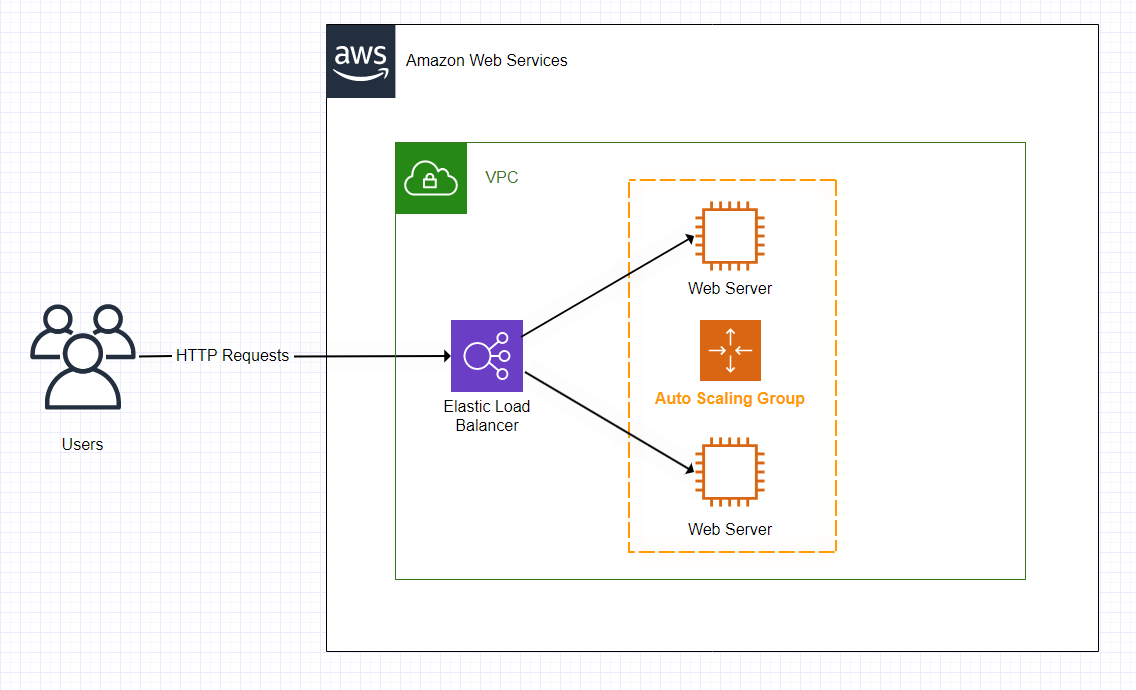 aws
Amazon Web Services
VPC
Web Server
HTTP Requests
Elastic Load
Balancer
Auto Scaling Group
Users
Web Server